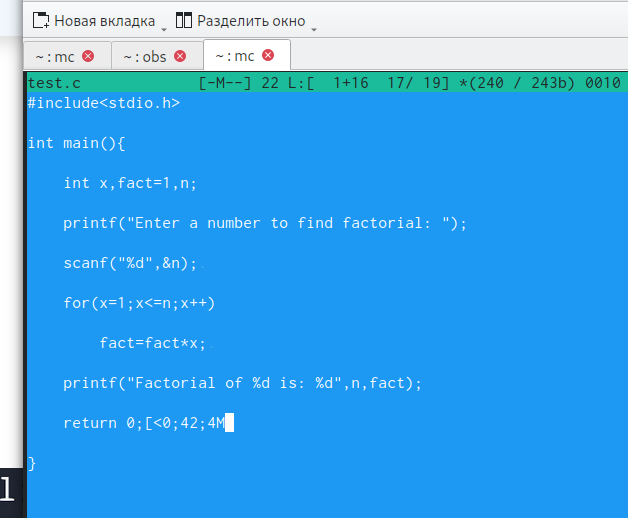 Новая вкладка Разделить окно
~ : mc ~ : obs ~ : mc
test.c [-M--] 22 L:[ 1+16 17/ 19] *(240 / 243b) 0010
#include<stdio.h>
int main(){
int x,fact=1,n;
printf("Enter a number to find factorial: ");
scanf("%d",&n);
for(x=1;x<=n;x++)
fact=fact*x;
printf("Factorial of %d is: %d",n,fact);
return 0;[<0;42;4M
}
l